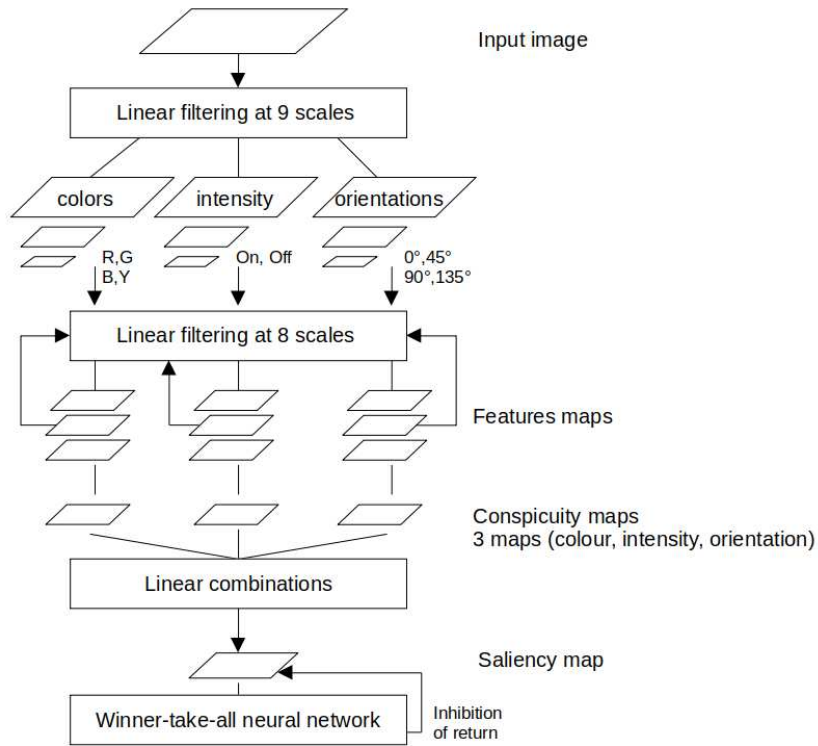 Input image
Linear filtering at 9 scales
colors
intensity
orientations
R,G
B,Y
On, Off
0°,45°
90°,135°
Linear filtering at 8 scales
Features maps
Conspicuity maps
3 maps (colour, intensity, orientation)
Linear combinations
Saliency map
Winner-take-all neural network
Inhibition
of return